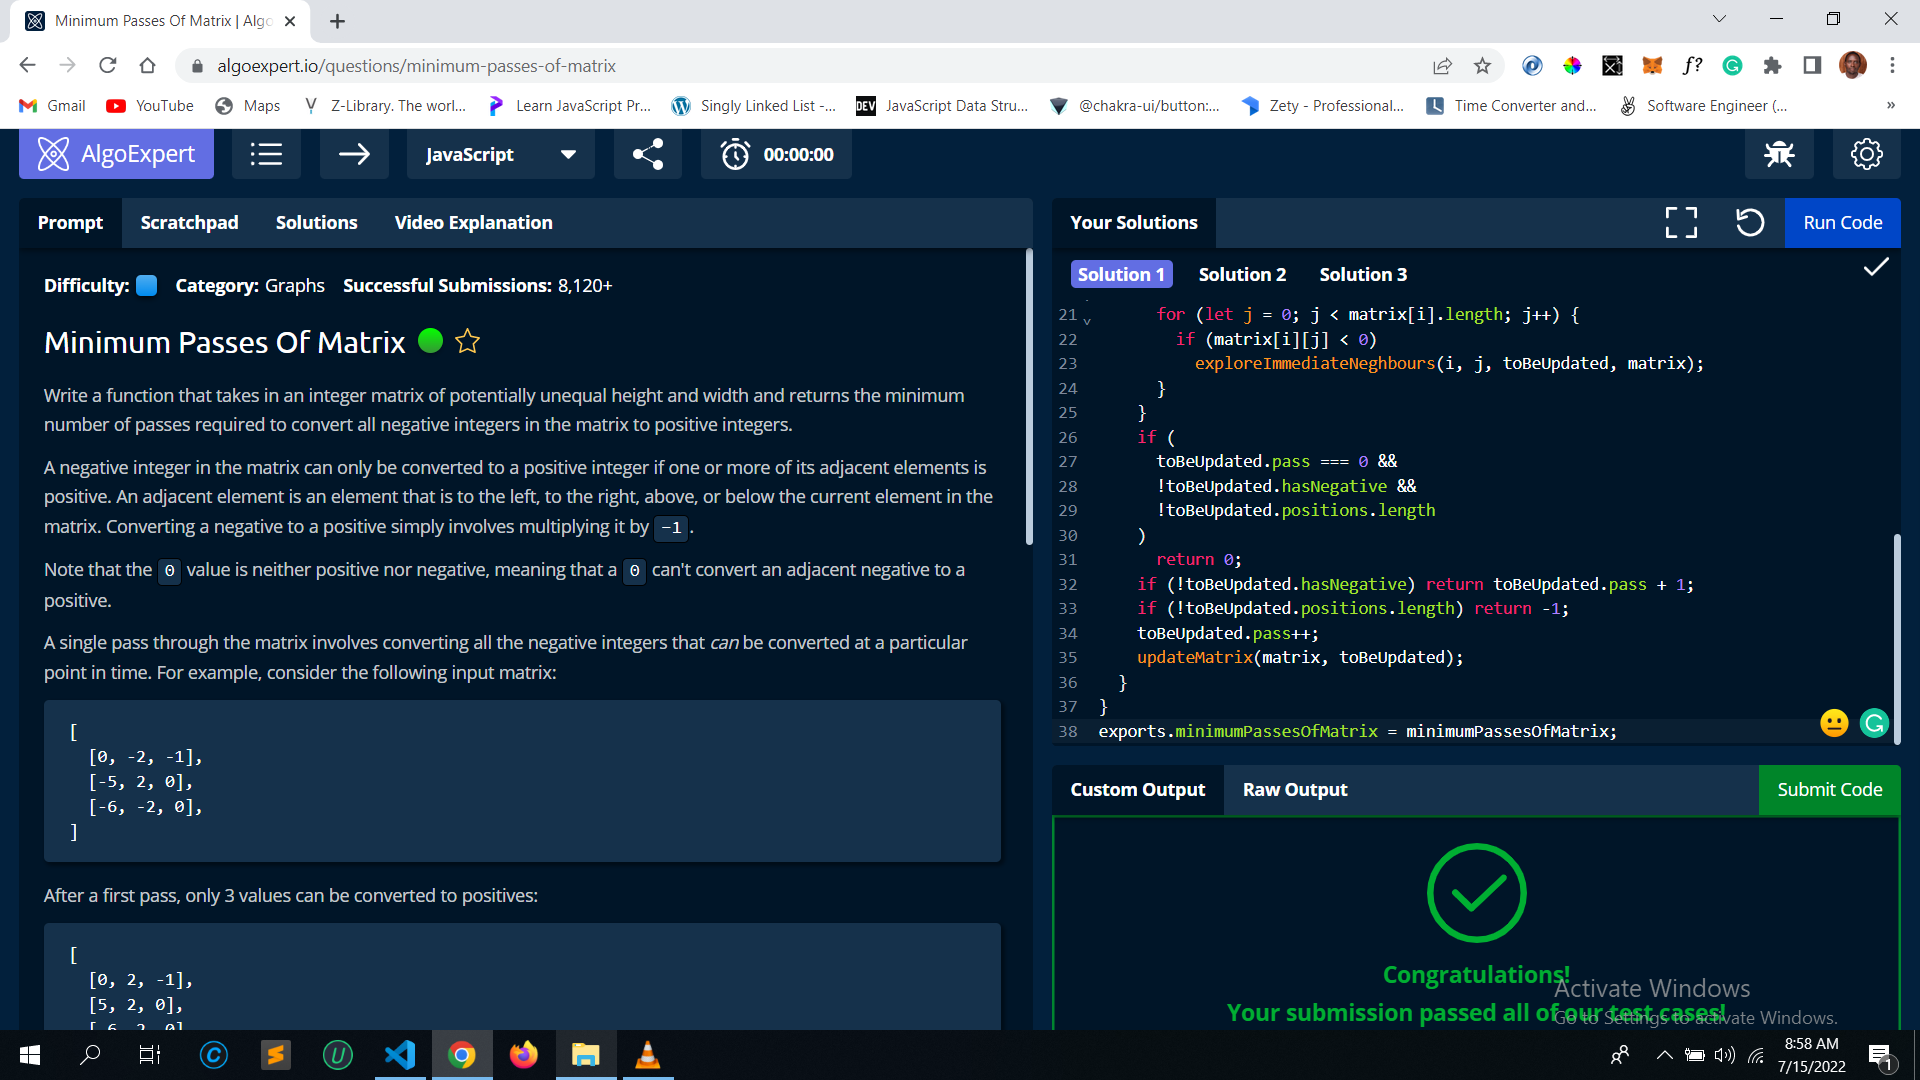 Minimum Passes Of Matrix | Algo
algoexpert.io/questions/minimum-passes-of-matrix
f?
Gmail YouTube Maps Z-Library. The worl... Learn JavaScript Pr... Singly Linked List -... DEV JavaScript Data Stru... @chakra-ui/button:... Zety - Professional... Time Converter and... Software Engineer (... »
AlgoExpert JavaScript 00:00:00
Prompt Scratchpad Solutions Video Explanation
Difficulty: Category: Graphs Successful Submissions: 8,120+
Minimum Passes Of Matrix
Write a function that takes in an integer matrix of potentially unequal height and width and returns the minimum
number of passes required to convert all negative integers in the matrix to positive integers.
A negative integer in the matrix can only be converted to a positive integer if one or more of its adjacent elements is
positive. An adjacent element is an element that is to the left, to the right, above, or below the current element in the
matrix. Converting a negative to a positive simply involves multiplying it by -1 .
Note that the 0 value is neither positive nor negative, meaning that a 0 can't convert an adjacent negative to a
positive.
A single pass through the matrix involves converting all the negative integers that can be converted at a particular
point in time. For example, consider the following input matrix:
[
[0, -2, -1],
[-5, 2, 0],
[-6, -2, 0],
]
After a first pass, only 3 values can be converted to positives:
[
[0, 2, -1],
[5, 2, 0],
[-6, 2, 0],
Your Solutions Run Code
Solution 1 Solution 2 Solution 3
21 for (let j = 0; j < matrix[i].length; j++) {
22 if (matrix[i][j] < 0)
23 exploreImmediateNeghbours(i, j, toBeUpdated, matrix);
24 }
25 }
26 if (
27 toBeUpdated.pass === 0 &&
28 !toBeUpdated.hasNegative &&
29 !toBeUpdated.positions.length
30 )
31 return 0;
32 if (!toBeUpdated.hasNegative) return toBeUpdated.pass + 1;
33 if (!toBeUpdated.positions.length) return -1;
34 toBeUpdated.pass++;
35 updateMatrix(matrix, toBeUpdated);
36 }
37 }
38 exports.minimumPassesOfMatrix = minimumPassesOfMatrix;
Custom Output Raw Output Submit Code
Congratulations!
Your submission passed all of our test cases!
Activate Windows
Go to Settings to activate Windows.
8:58 AM
7/15/2022
1